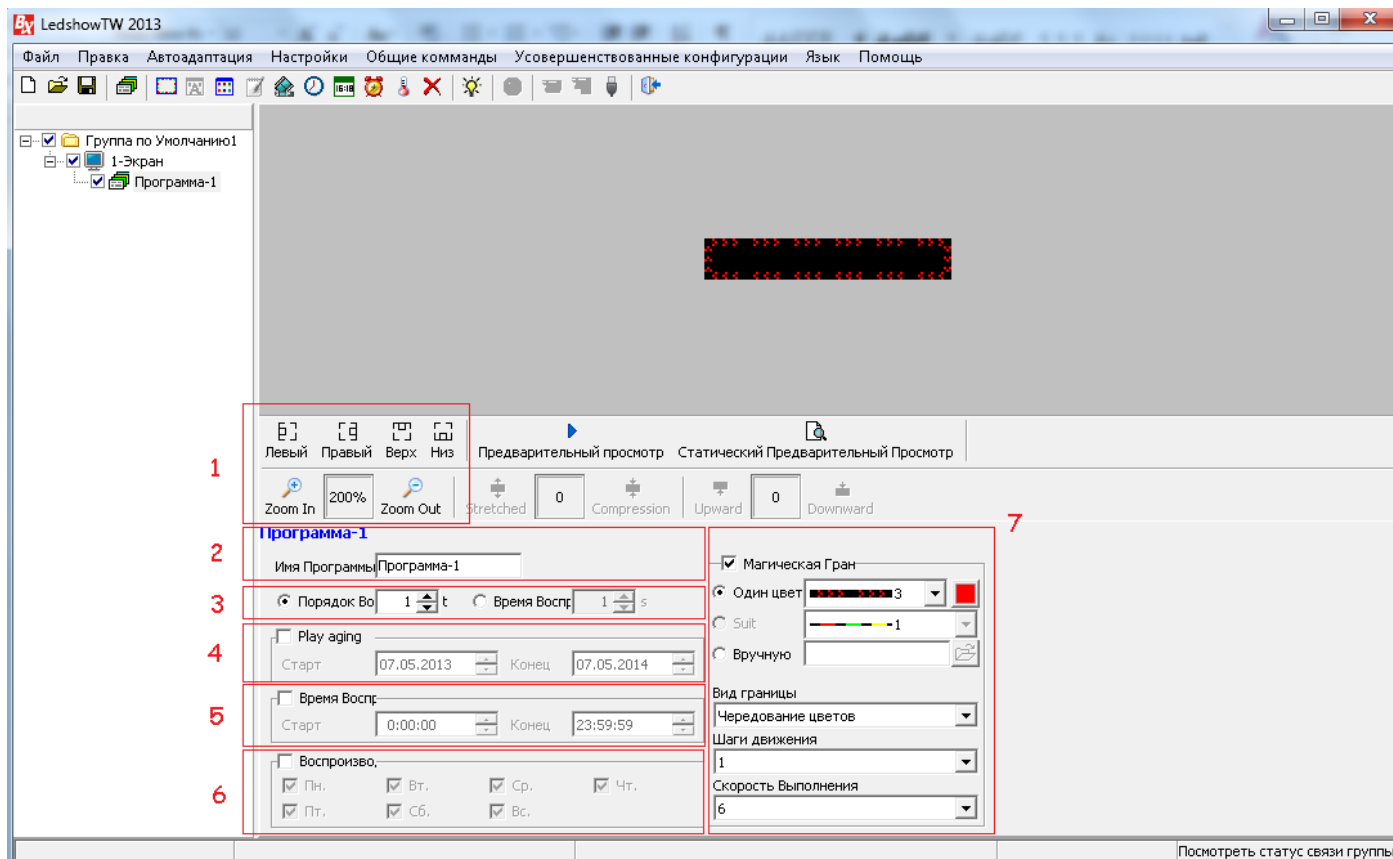 LedshowTW 2013
Файл Правка Автоадаптация Настройки Общие комманды Усовершенствованные конфигурации Язык Помощь
Группа по Умолчанию1
1-Экран
Программа-1
Левый Правый Верх Низ Предварительный просмотр Статический Предварительный Просмотр
1
Zoom In 200% Zoom Out Stretched 0 Compression Upward 0 Downward
7
Программа-1
2
Имя Программы Программа-1
Магическая Гран
3
Порядок Во 1 t Время Воспр 1 s
Один цвет 3
Suit 1
Вручную
4
Play aging
Старт 07.05.2013 Конец 07.05.2014
5
Время Воспр
Старт 0:00:00 Конец 23:59:59
6
Воспроизво,
Пн. Вт. Ср. Чт.
Пт. Сб. Вс.
Вид границы
Чередование цветов
Шаги движения
1
Скорость Выполнения
6
Посмотреть статус связи группы